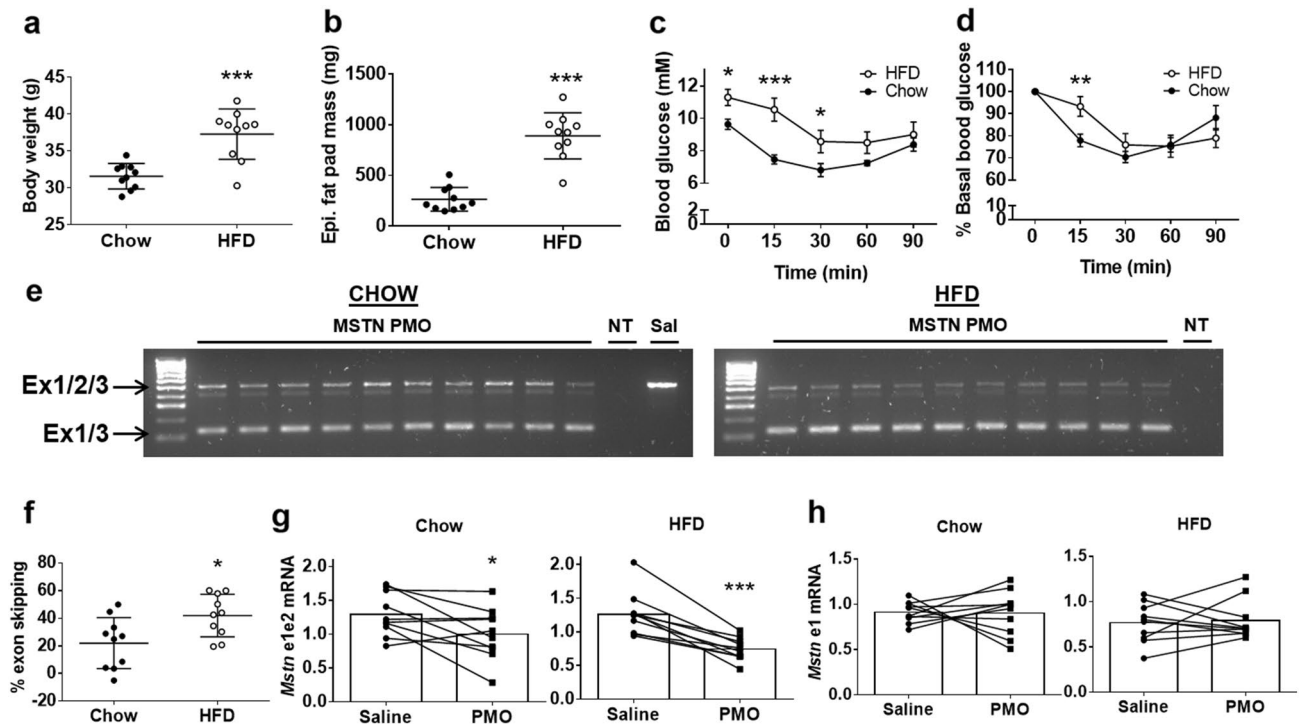 a
Body weight (g)
45
40
35
30
25
***
Chow
HFD
b
Epi. fat pad mass (mg)
1500
1000
500
0
***
Chow
HFD
c
Blood glucose (mM)
12
10
8
6
2
0
*
***
*
HFD
Chow
0 15 30 60 90
Time (min)
d
% Basal bood glucose
100
90
80
70
60
10
0
**
HFD
Chow
0 15 30 60 90
Time (min)
e
CHOW
MSTN PMO NT Sal
HFD
MSTN PMO NT
Ex1/2/3
Ex1/3
f
% exon skipping
80
60
40
20
0
-20
*
Chow
HFD
g
Mstn e1e2 mRNA
Chow
2.0
1.5
1.0
0.5
0.0
*
Saline
PMO
HFD
2.5
2.0
1.5
1.0
0.5
0.0
***
Saline
PMO
h
Mstn e1 mRNA
Chow
1.5
1.0
0.5
0.0
Saline
PMO
HFD
1.5
1.0
0.5
0.0
Saline
PMO